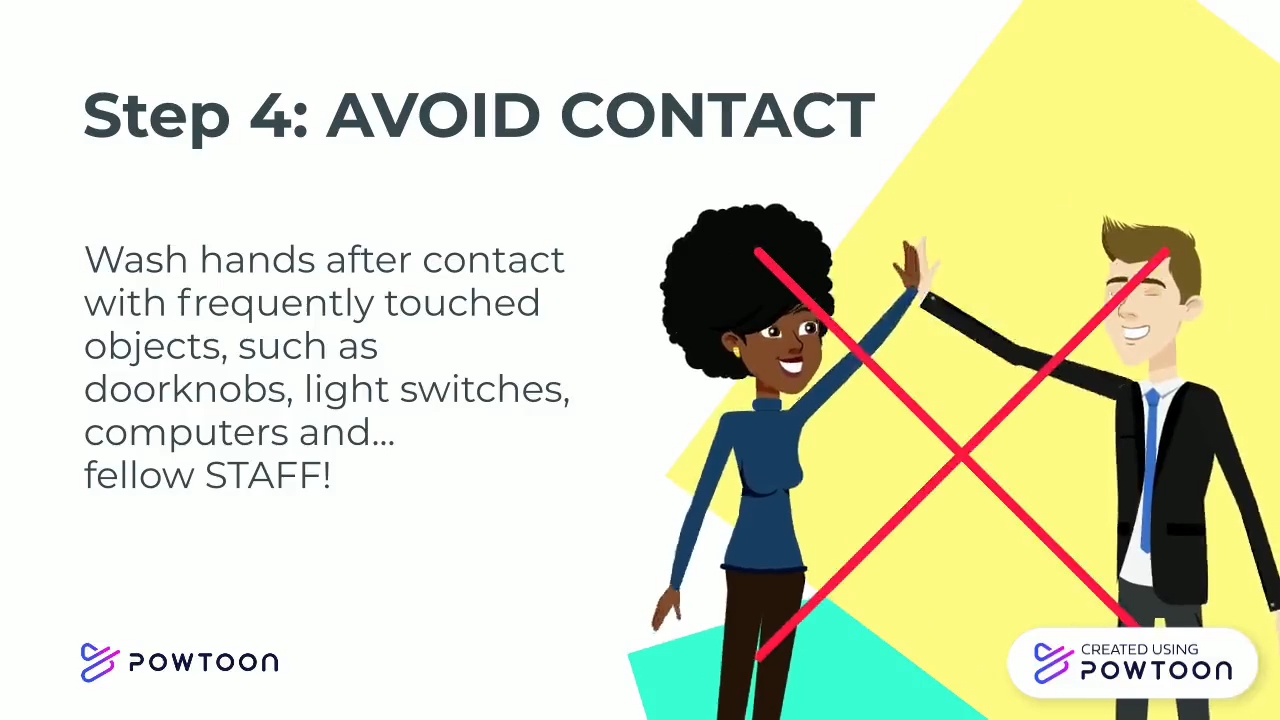 Step 4: AVOID CONTACT
Wash hands after contact
with frequently touched
objects, such as
doorknobs, light switches,
computers and...
fellow STAFF!
POWTOON
CREATED USING
POWTOON